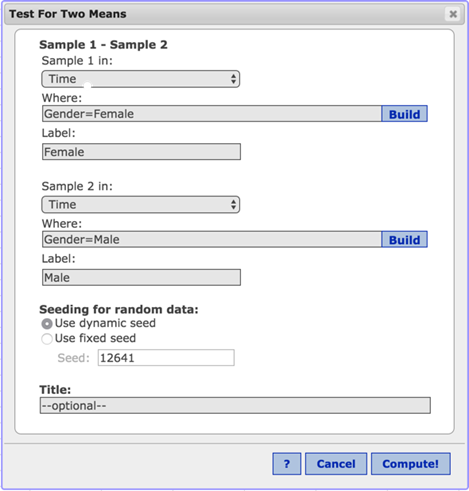 Test For Two Means
Sample 1 - Sample 2
Sample 1 in:
Time
Where:
Gender=Female Build
Label:
Female
Sample 2 in:
Time
Where:
Gender=Male Build
Label:
Male
Seeding for random data:
Use dynamic seed
Use fixed seed
Seed: 12641
Title:
--optional--
? Cancel Compute!